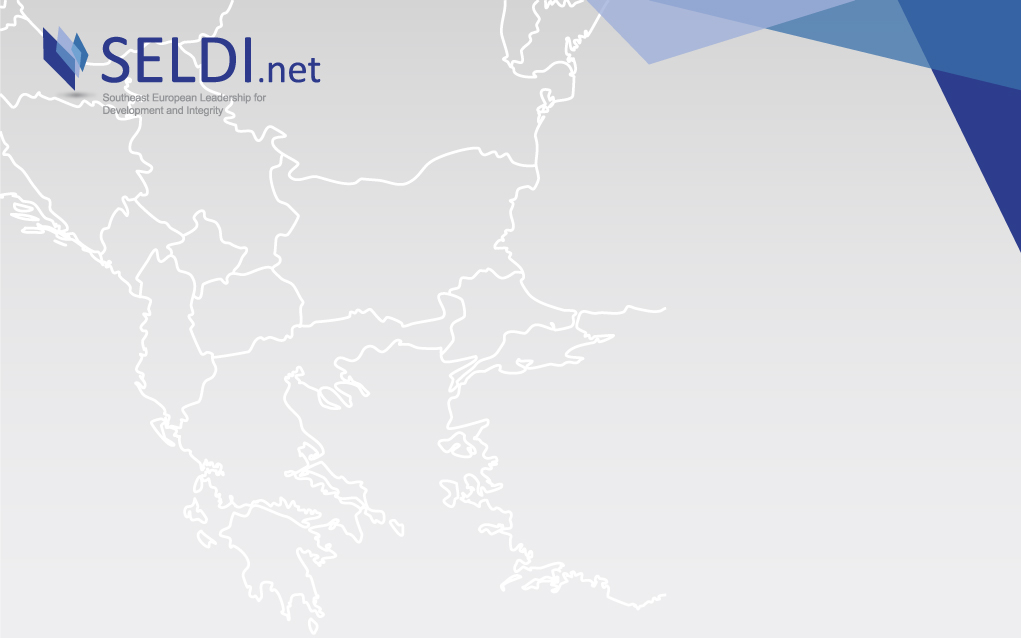 SELDI.net
Southeast European Leadership for
Development and Integrity